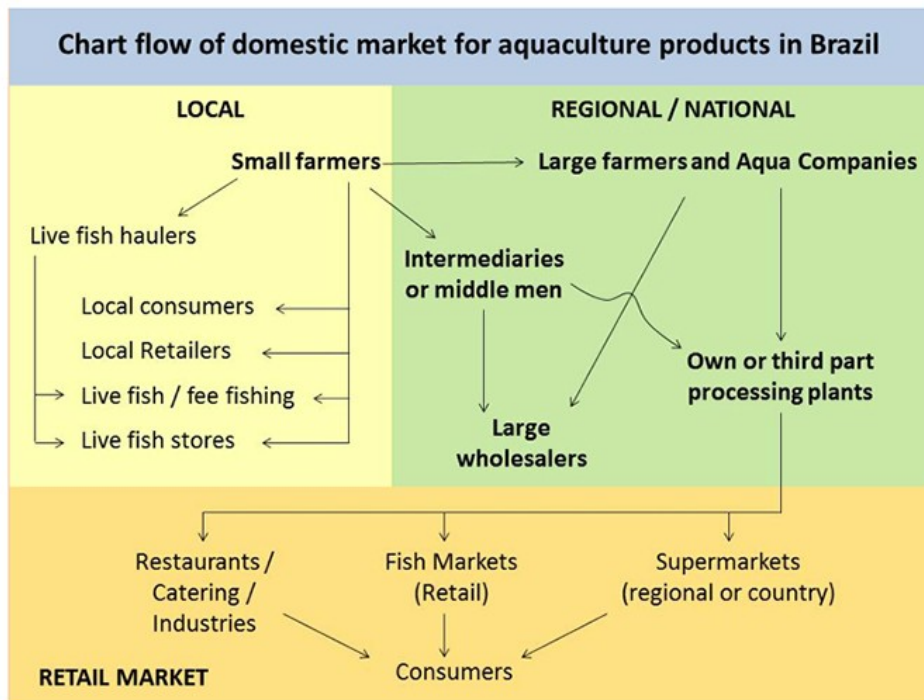 Chart flow of domestic market for aquaculture products in Brazil
LOCAL
Small farmers
Live fish haulers
Local consumers
Local Retailers
Live fish / fee fishing
Live fish stores
REGIONAL / NATIONAL
Large farmers and Aqua Companies
Intermediaries
or middle men
Own or third part
processing plants
Large
wholesalers
Restaurants /
Catering /
Industries
Fish Markets
(Retail)
Supermarkets
(regional or country)
Consumers
RETAIL MARKET